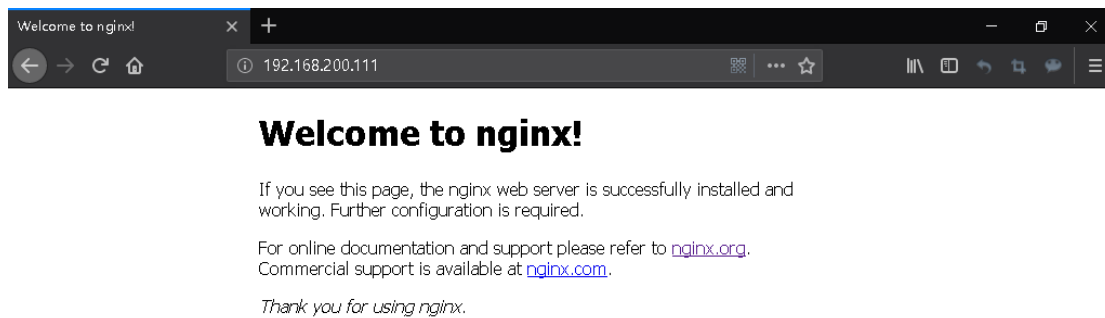 Welcome to nginx!
192.168.200.111
Welcome to nginx!
If you see this page, the nginx web server is successfully installed and
working. Further configuration is required.
For online documentation and support please refer to nginx.org.
Commercial support is available at nginx.com.
Thank you for using nginx.